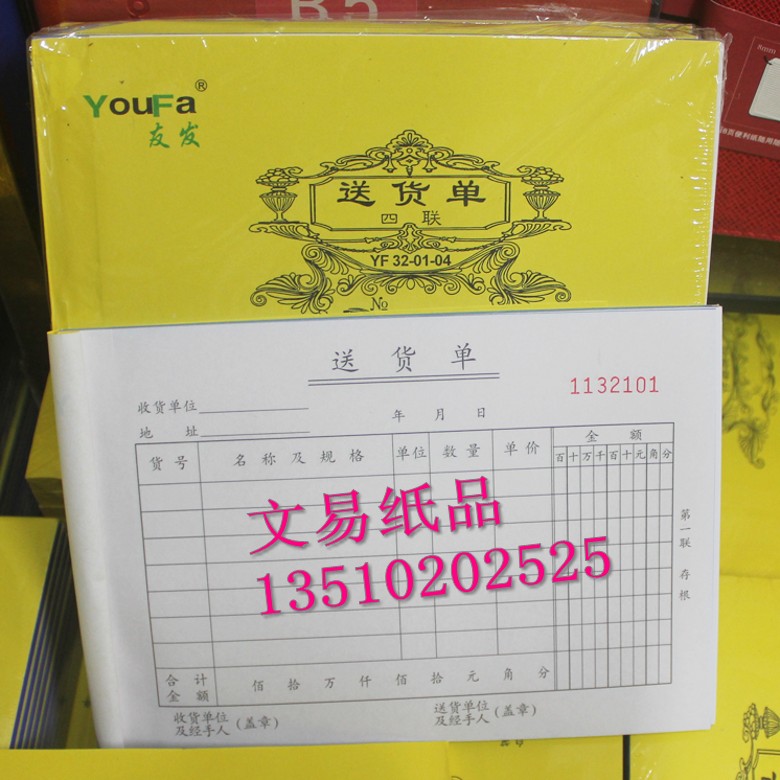 B5
YouFa®
友发
送货单
四联
YF 32-01-04
№
送货单
1132101
收货单位
年 月 日
地 址
货号 名称及规格 单位 数量 单价 金额
百 十 万 千 百 十 元 角 分
文易纸品
13510202525
第一联 存根
合计金额 佰 拾 万 仟 佰 拾 元 角 分
收货单位及经手人(盖章) 送货单位及经手人(盖章)